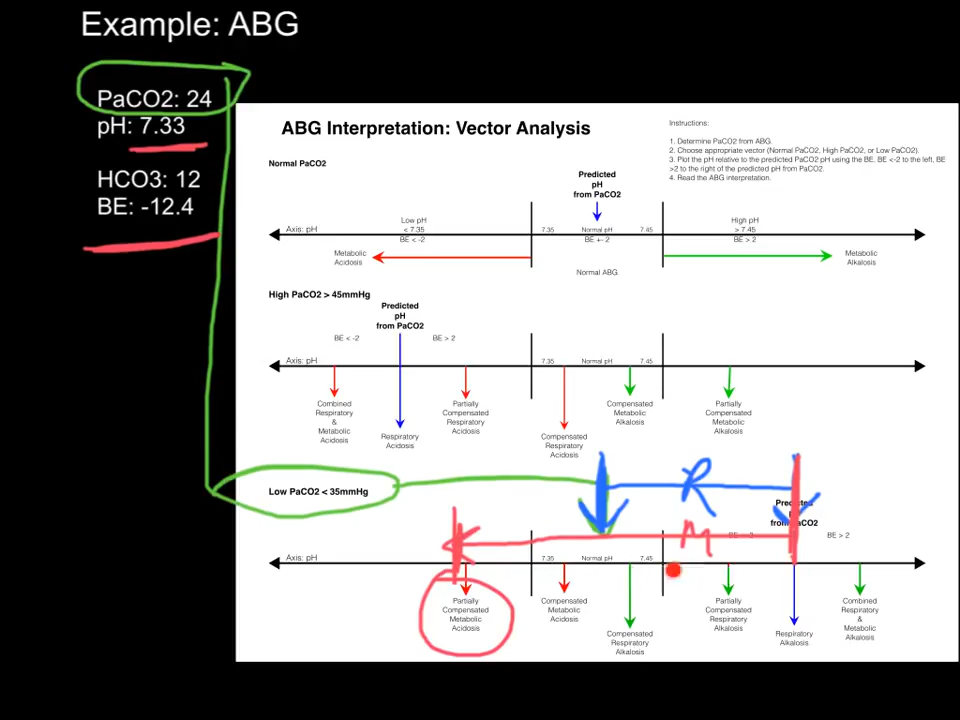 Example: ABG
PaCO2: 24
pH: 7.33
HCO3: 12
BE: -12.4
ABG Interpretation: Vector Analysis
Instructions:
1. Determine PaCO2 from ABG.
2. Choose appropriate vector (Normal PaCO2, High PaCO2, or Low PaCO2).
3. Plot the pH relative to the predicted PaCO2 pH using the BE, BE <-2 to the left, BE
>2 to the right of the predicted pH from PaCO2.
4. Read the ABG interpretation.
Normal PaCO2
Predicted
pH
from PaCO2
Axis: pH
Low pH
< 7.35
BE < -2
7.35
Normal pH
BE +- 2
7.45
High pH
> 7.45
BE > 2
Metabolic
Acidosis
Normal ABG
Metabolic
Alkalosis
High PaCO2 > 45mmHg
Predicted
pH
from PaCO2
BE < -2
BE > 2
Axis: pH
7.35
Normal pH
7.45
Combined
Respiratory
&
Metabolic
Acidosis
Respiratory
Acidosis
Partially
Compensated
Respiratory
Acidosis
Compensated
Respiratory
Acidosis
Compensated
Metabolic
Alkalosis
Partially
Compensated
Metabolic
Alkalosis
Low PaCO2 < 35mmHg
R
M
BE > 2
Axis: pH
7.35
Normal pH
7.45
Partially
Compensated
Metabolic
Acidosis
Compensated
Metabolic
Acidosis
Compensated
Respiratory
Alkalosis
Partially
Compensated
Respiratory
Alkalosis
Respiratory
Alkalosis
Combined
Respiratory
&
Metabolic
Alkalosis